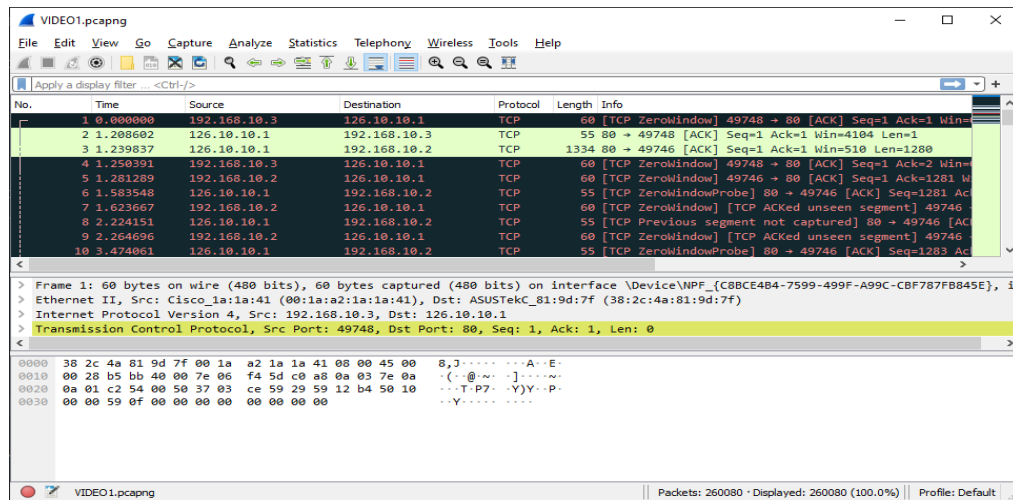 VIDEO1.pcapng
File Edit View Go Capture Analyze Statistics Telephony Wireless Tools Help
Apply a display filter ... <Ctrl-/>
No. Time Source Destination Protocol Length Info
1 0.000000 192.168.10.3 126.10.10.1 TCP 60 [TCP ZeroWindow] 49748 → 80 [ACK] Seq=1 Ack=1 Win=
2 1.208602 126.10.10.1 192.168.10.3 TCP 55 80 → 49748 [ACK] Seq=1 Ack=1 Win=4104 Len=1
3 1.239837 126.10.10.1 192.168.10.2 TCP 1334 80 → 49746 [ACK] Seq=1 Ack=1 Win=510 Len=1280
4 1.250391 192.168.10.3 126.10.10.1 TCP 60 [TCP ZeroWindow] 49748 → 80 [ACK] Seq=1 Ack=2 Win=
5 1.281289 192.168.10.2 126.10.10.1 TCP 60 [TCP ZeroWindow] 49746 → 80 [ACK] Seq=1 Ack=1281 W
6 1.583548 126.10.10.1 192.168.10.2 TCP 55 [TCP ZeroWindowProbe] 80 → 49746 [ACK] Seq=1281 Ac
7 1.623667 192.168.10.2 126.10.10.1 TCP 60 [TCP ZeroWindow] [TCP ACKed unseen segment] 49746
8 2.224151 126.10.10.1 192.168.10.2 TCP 55 [TCP Previous segment not captured] 80 → 49746 [AC
9 2.264696 192.168.10.2 126.10.10.1 TCP 60 [TCP ZeroWindow] [TCP ACKed unseen segment] 49746
10 3.474061 126.10.10.1 192.168.10.2 TCP 55 [TCP ZeroWindowProbe] 80 → 49746 [ACK] Seq=1283 Ac
> Frame 1: 60 bytes on wire (480 bits), 60 bytes captured (480 bits) on interface \Device\NPF_{C8BCE4B4-7599-499F-A99C-CBF787FB845E}, i
> Ethernet II, Src: Cisco_1a:1a:41 (00:1a:a2:1a:1a:41), Dst: ASUSTekC_81:9d:7f (38:2c:4a:81:9d:7f)
> Internet Protocol Version 4, Src: 192.168.10.3, Dst: 126.10.10.1
> Transmission Control Protocol, Src Port: 49748, Dst Port: 80, Seq: 1, Ack: 1, Len: 0
0000 38 2c 4a 81 9d 7f 00 1a a2 1a 1a 41 08 00 45 00 8,J····· ···A··E·
0010 00 28 b5 bb 40 00 7e 06 f4 5d c0 a8 0a 03 7e 0a ·(··@·~· ·]····~·
0020 0a 01 c2 54 00 50 37 03 ce 59 29 59 12 b4 50 10 ···T·P7· ·Y)Y··P·
0030 00 00 59 0f 00 00 00 00 00 00 00 00 ··Y····· ····
VIDEO1.pcapng Packets: 260080 · Displayed: 260080 (100.0%) Profile: Default